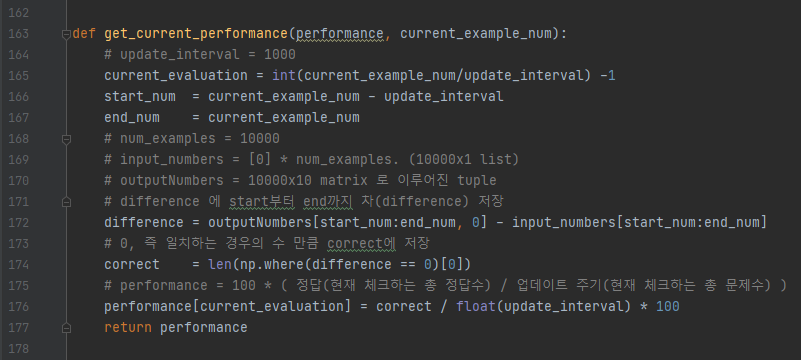 162
163 def get_current_performance(performance, current_example_num):
164 # update_interval = 1000
165 current_evaluation = int(current_example_num/update_interval) -1
166 start_num  = current_example_num - update_interval
167 end_num    = current_example_num
168 # num_examples = 10000
169 # input_numbers = [0] * num_examples. (10000x1 list)
170 # outputNumbers = 10000x10 matrix 로 이루어진 tuple
171 # difference 에 start부터 end까지 차(difference) 저장
172 difference = outputNumbers[start_num:end_num, 0] - input_numbers[start_num:end_num]
173 # 0, 즉 일치하는 경우의 수 만큼 correct에 저장
174 correct    = len(np.where(difference == 0)[0])
175 # performance = 100 * ( 정답(현재 체크하는 총 정답수) / 업데이트 주기(현재 체크하는 총 문제수) )
176 performance[current_evaluation] = correct / float(update_interval) * 100
177 return performance
178